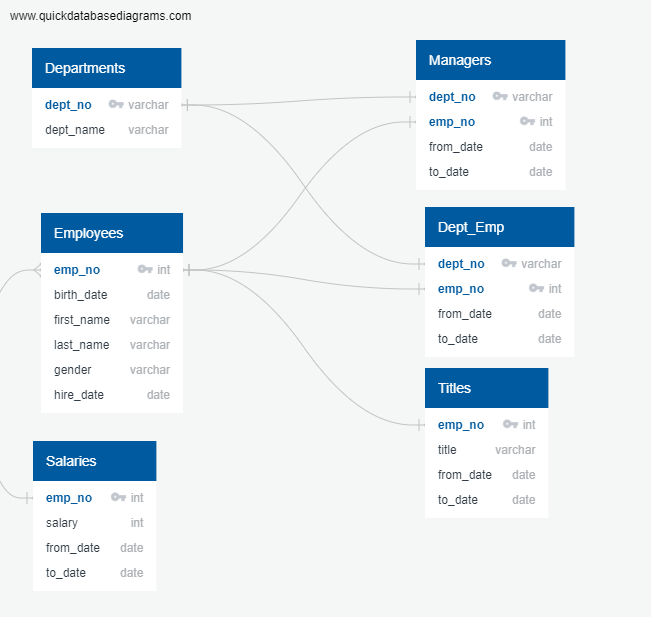 www.quickdatabasediagrams.com
Departments
dept_no varchar
dept_name varchar
Managers
dept_no varchar
emp_no int
from_date date
to_date date
Employees
emp_no int
birth_date date
first_name varchar
last_name varchar
gender varchar
hire_date date
Dept_Emp
dept_no varchar
emp_no int
from_date date
to_date date
Titles
emp_no int
title varchar
from_date date
to_date date
Salaries
emp_no int
salary int
from_date date
to_date date